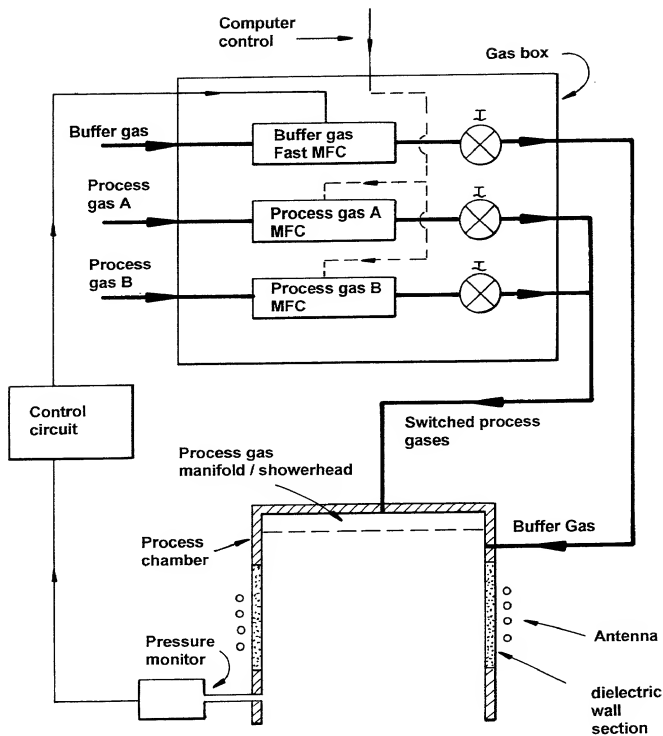 Computer
control
Gas box
Buffer gas
Buffer gas
Fast MFC
Process
gas A
Process gas A
MFC
Process
gas B
Process gas B
MFC
Control
circuit
Switched process
gases
Process gas
manifold / showerhead
Buffer Gas
Process
chamber
Antenna
Pressure
monitor
dielectric
wall
section